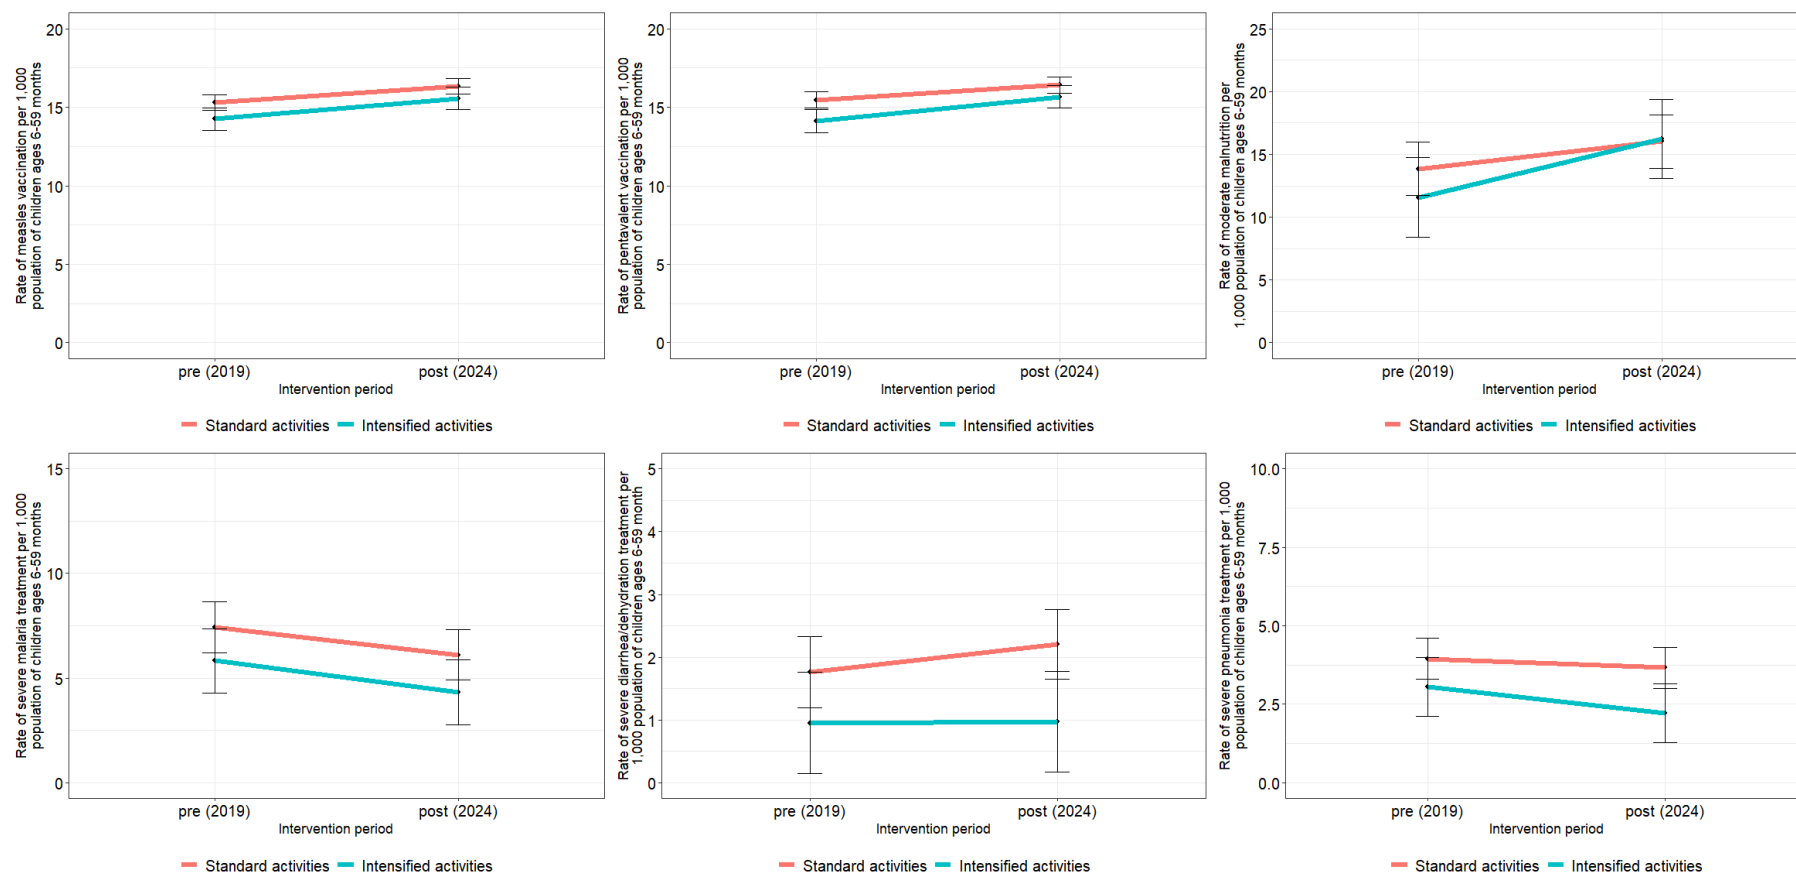 Rate of measles vaccination per 1,000
population of children ages 6-59 months
20
15
10
5
0
pre (2019)
post (2024)
Intervention period
Standard activities
Intensified activities
Rate of pentavalent vaccination per 1,000
population of children ages 6-59 months
20
15
10
5
0
pre (2019)
post (2024)
Intervention period
Standard activities
Intensified activities
Rate of moderate malnutrition per
1,000 population of children ages 6-59 months
25
20
15
10
5
0
pre (2019)
post (2024)
Intervention period
Standard activities
Intensified activities
Rate of severe malaria treatment per 1,000
population of children ages 6-59 months
15
10
5
0
pre (2019)
post (2024)
Intervention period
Standard activities
Intensified activities
Rate of severe diarrhea/dehydration treatment per
1,000 population of children ages 6-59 month
5
4
3
2
1
0
pre (2019)
post (2024)
Intervention period
Standard activities
Intensified activities
Rate of severe pneumonia treatment per 1,000
population of children ages 6-59 months
10.0
7.5
5.0
2.5
0.0
pre (2019)
post (2024)
Intervention period
Standard activities
Intensified activities